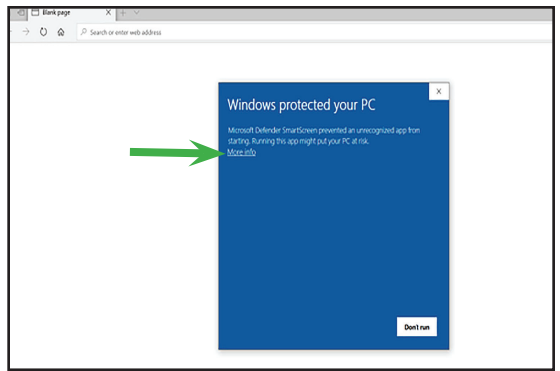 Blank page
Search or enter web address
Windows protected your PC
Microsoft Defender SmartScreen prevented an unrecognized app from
starting. Running this app might put your PC at risk.
More info
Don't run